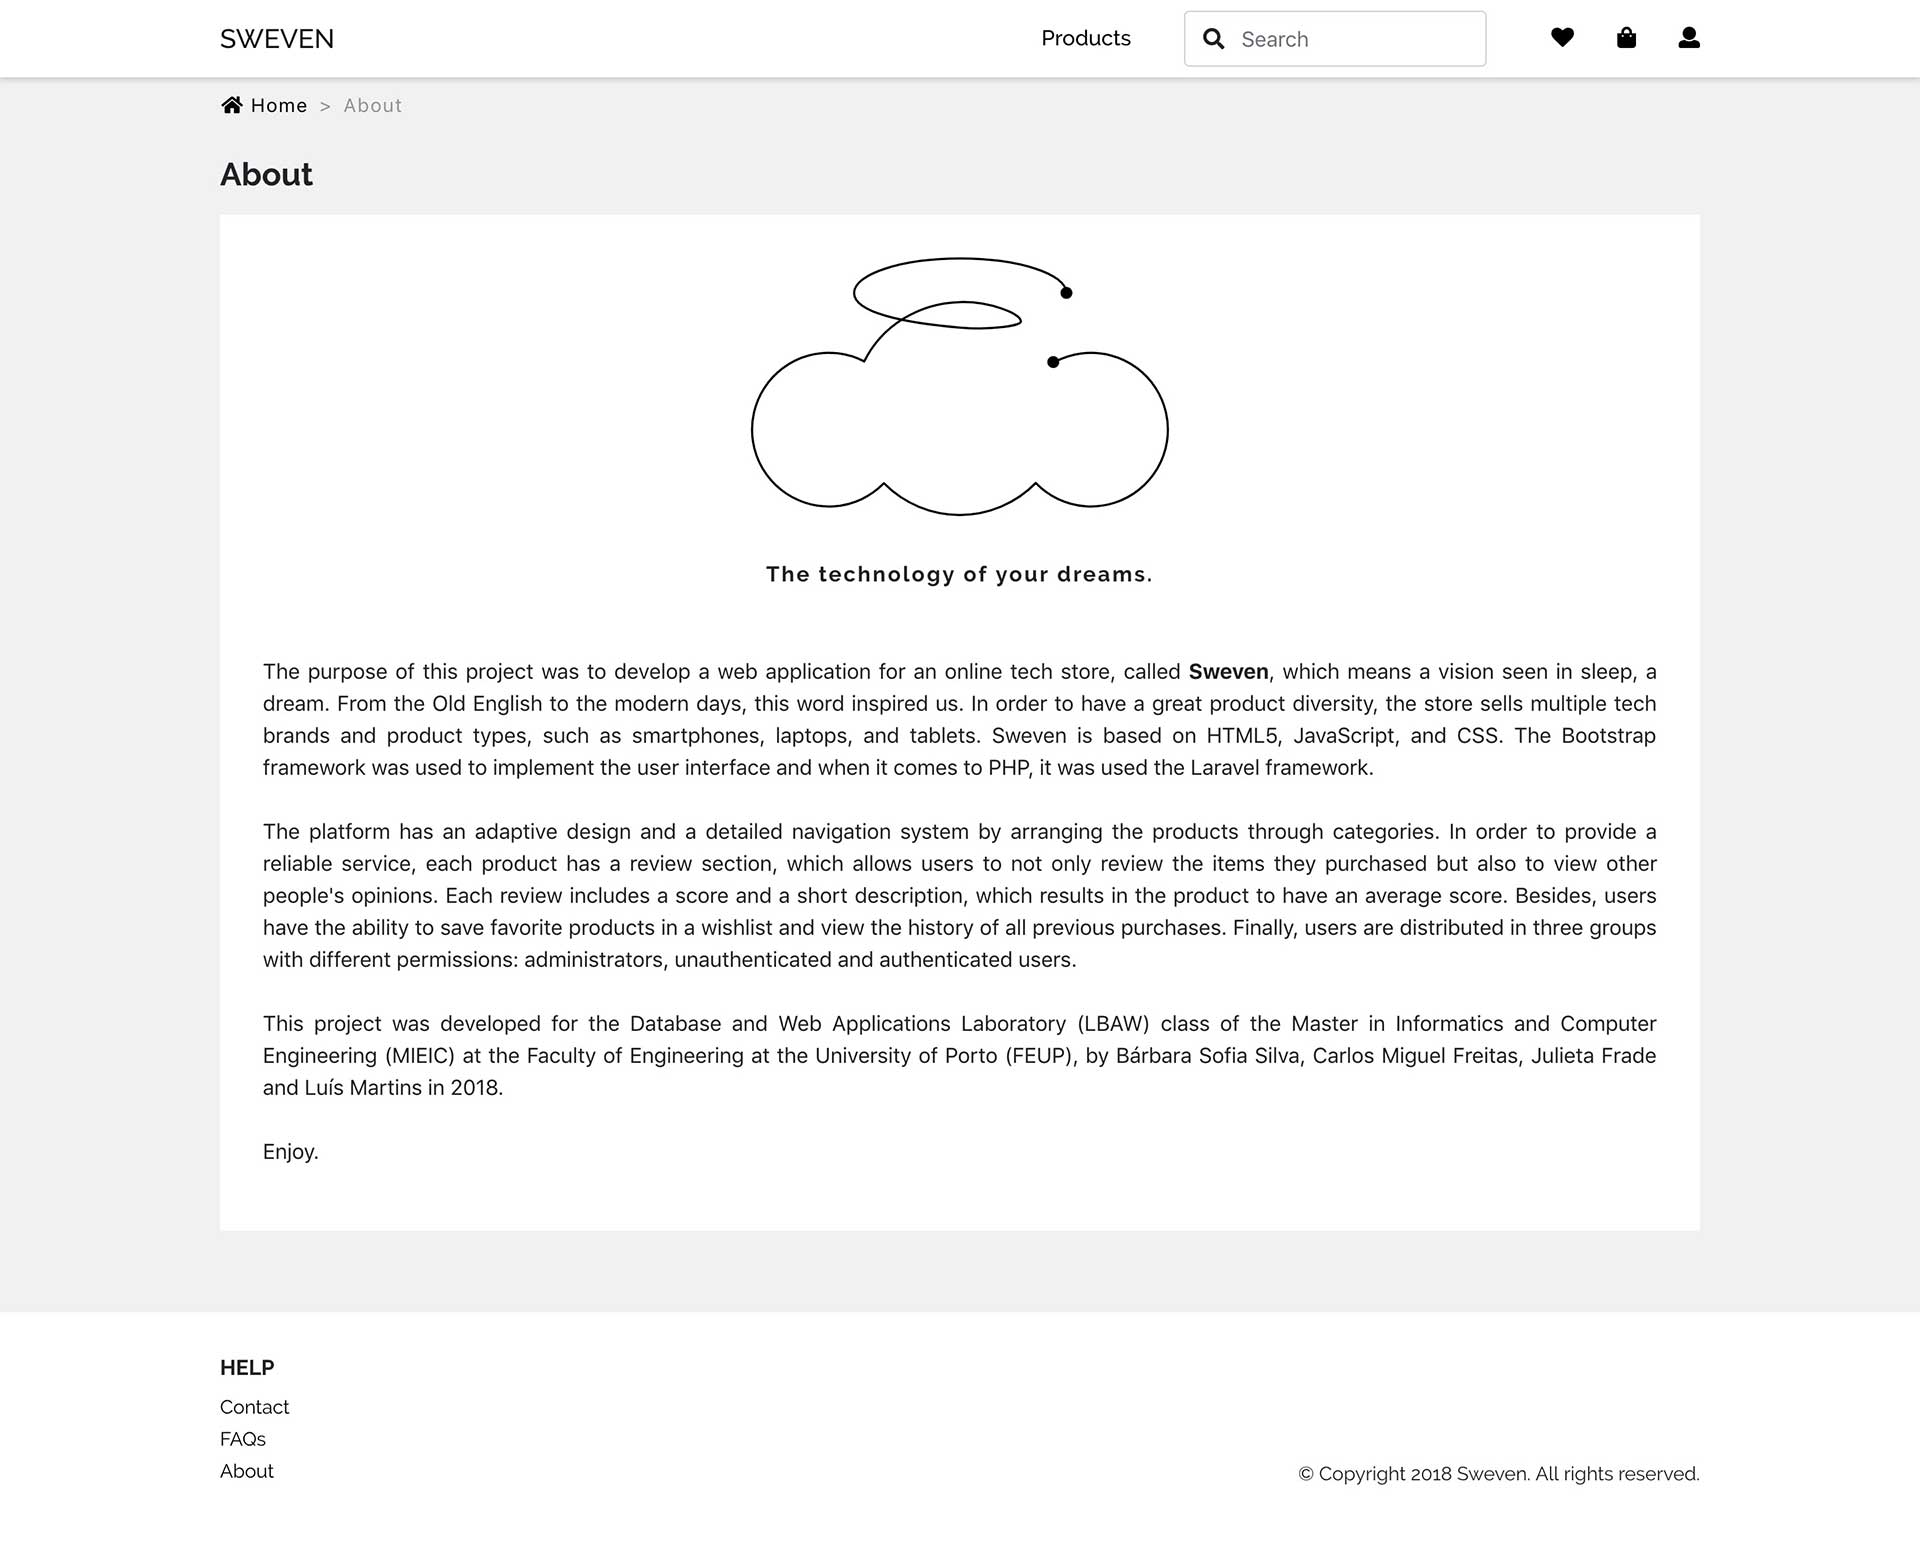 SWEVEN
Products
Search
Home > About
About
The technology of your dreams.
The purpose of this project was to develop a web application for an online tech store, called Sweven, which means a vision seen in sleep, a
dream. From the Old English to the modern days, this word inspired us. In order to have a great product diversity, the store sells multiple tech
brands and product types, such as smartphones, laptops, and tablets. Sweven is based on HTML5, JavaScript, and CSS. The Bootstrap
framework was used to implement the user interface and when it comes to PHP, it was used the Laravel framework.
The platform has an adaptive design and a detailed navigation system by arranging the products through categories. In order to provide a
reliable service, each product has a review section, which allows users to not only review the items they purchased but also to view other
people's opinions. Each review includes a score and a short description, which results in the product to have an average score. Besides, users
have the ability to save favorite products in a wishlist and view the history of all previous purchases. Finally, users are distributed in three groups
with different permissions: administrators, unauthenticated and authenticated users.
This project was developed for the Database and Web Applications Laboratory (LBAW) class of the Master in Informatics and Computer
Engineering (MIEIC) at the Faculty of Engineering at the University of Porto (FEUP), by Bárbara Sofia Silva, Carlos Miguel Freitas, Julieta Frade
and Luís Martins in 2018.
Enjoy.
HELP
Contact
FAQs
About
© Copyright 2018 Sweven. All rights reserved.